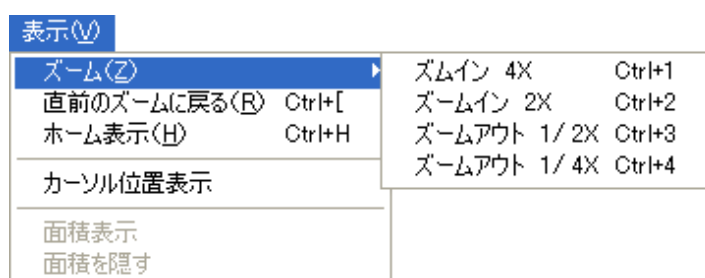 表示(V)
ズーム(Z)
直前のズームに戻る(R) Ctrl+[
ホーム表示(H) Ctrl+H
カーソル位置表示
面積表示
面積を隠す
ズムイン 4X Ctrl+1
ズームイン 2X Ctrl+2
ズームアウト 1/2X Ctrl+3
ズームアウト 1/4X Ctrl+4